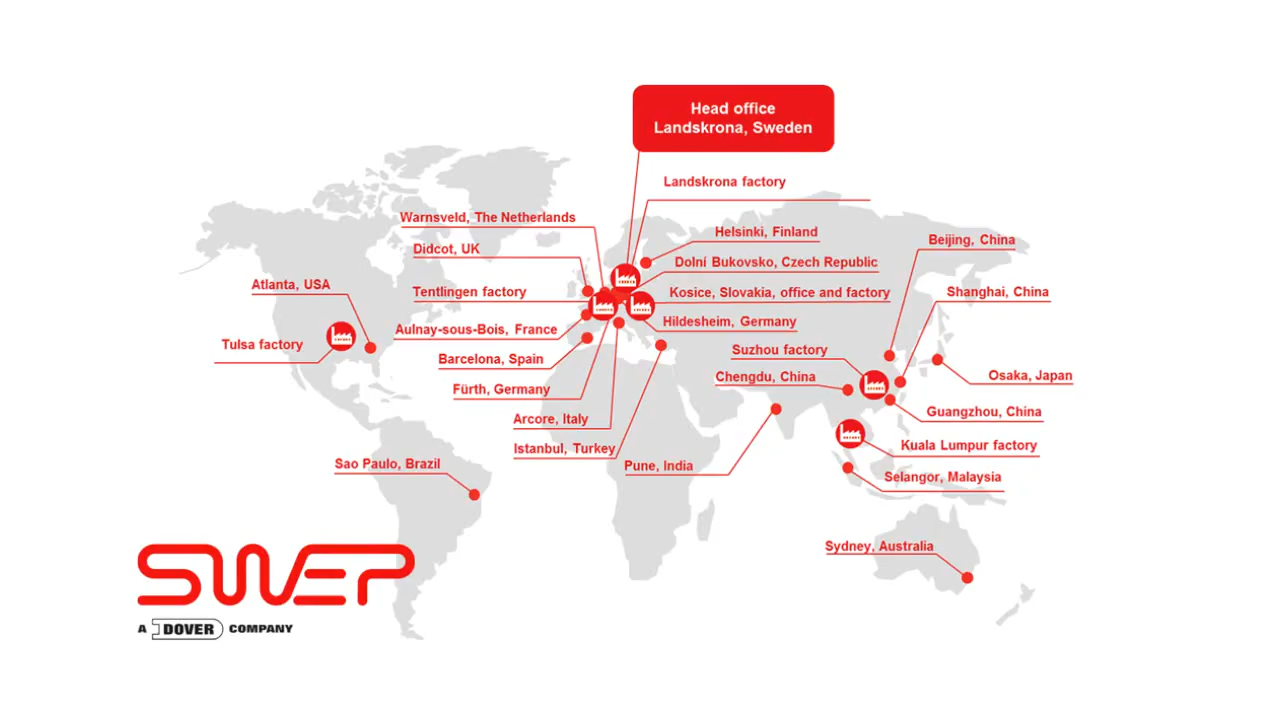 Head office
Landskrona, Sweden
Landskrona factory
Warnsveld, The Netherlands
Helsinki, Finland
Beijing, China
Didcot, UK
Dolní Bukovsko, Czech Republic
Atlanta, USA
Tentlingen factory
Kosice, Slovakia, office and factory
Shanghai, China
Aulnay-sous-Bois, France
Hildesheim, Germany
Tulsa factory
Suzhou factory
Barcelona, Spain
Chengdu, China
Osaka, Japan
Fürth, Germany
Guangzhou, China
Arcore, Italy
Kuala Lumpur factory
Istanbul, Turkey
Sao Paulo, Brazil
Pune, India
Selangor, Malaysia
Sydney, Australia
SWEP
A DOVER COMPANY